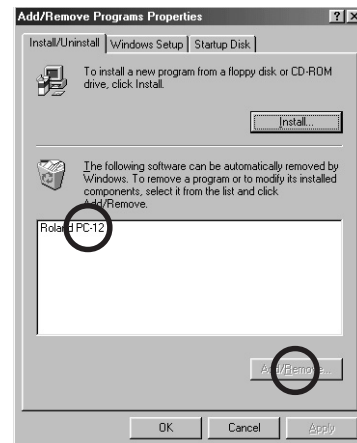 Add/Remove Programs Properties
Install/Uninstall Windows Setup Startup Disk
To install a new program from a floppy disk or CD-ROM
drive, click Install.
Install...
The following software can be automatically removed by
Windows. To remove a program or to modify its installed
components, select it from the list and click
Add/Remove.
Roland PC-12
Add/Remove...
OK Cancel Apply